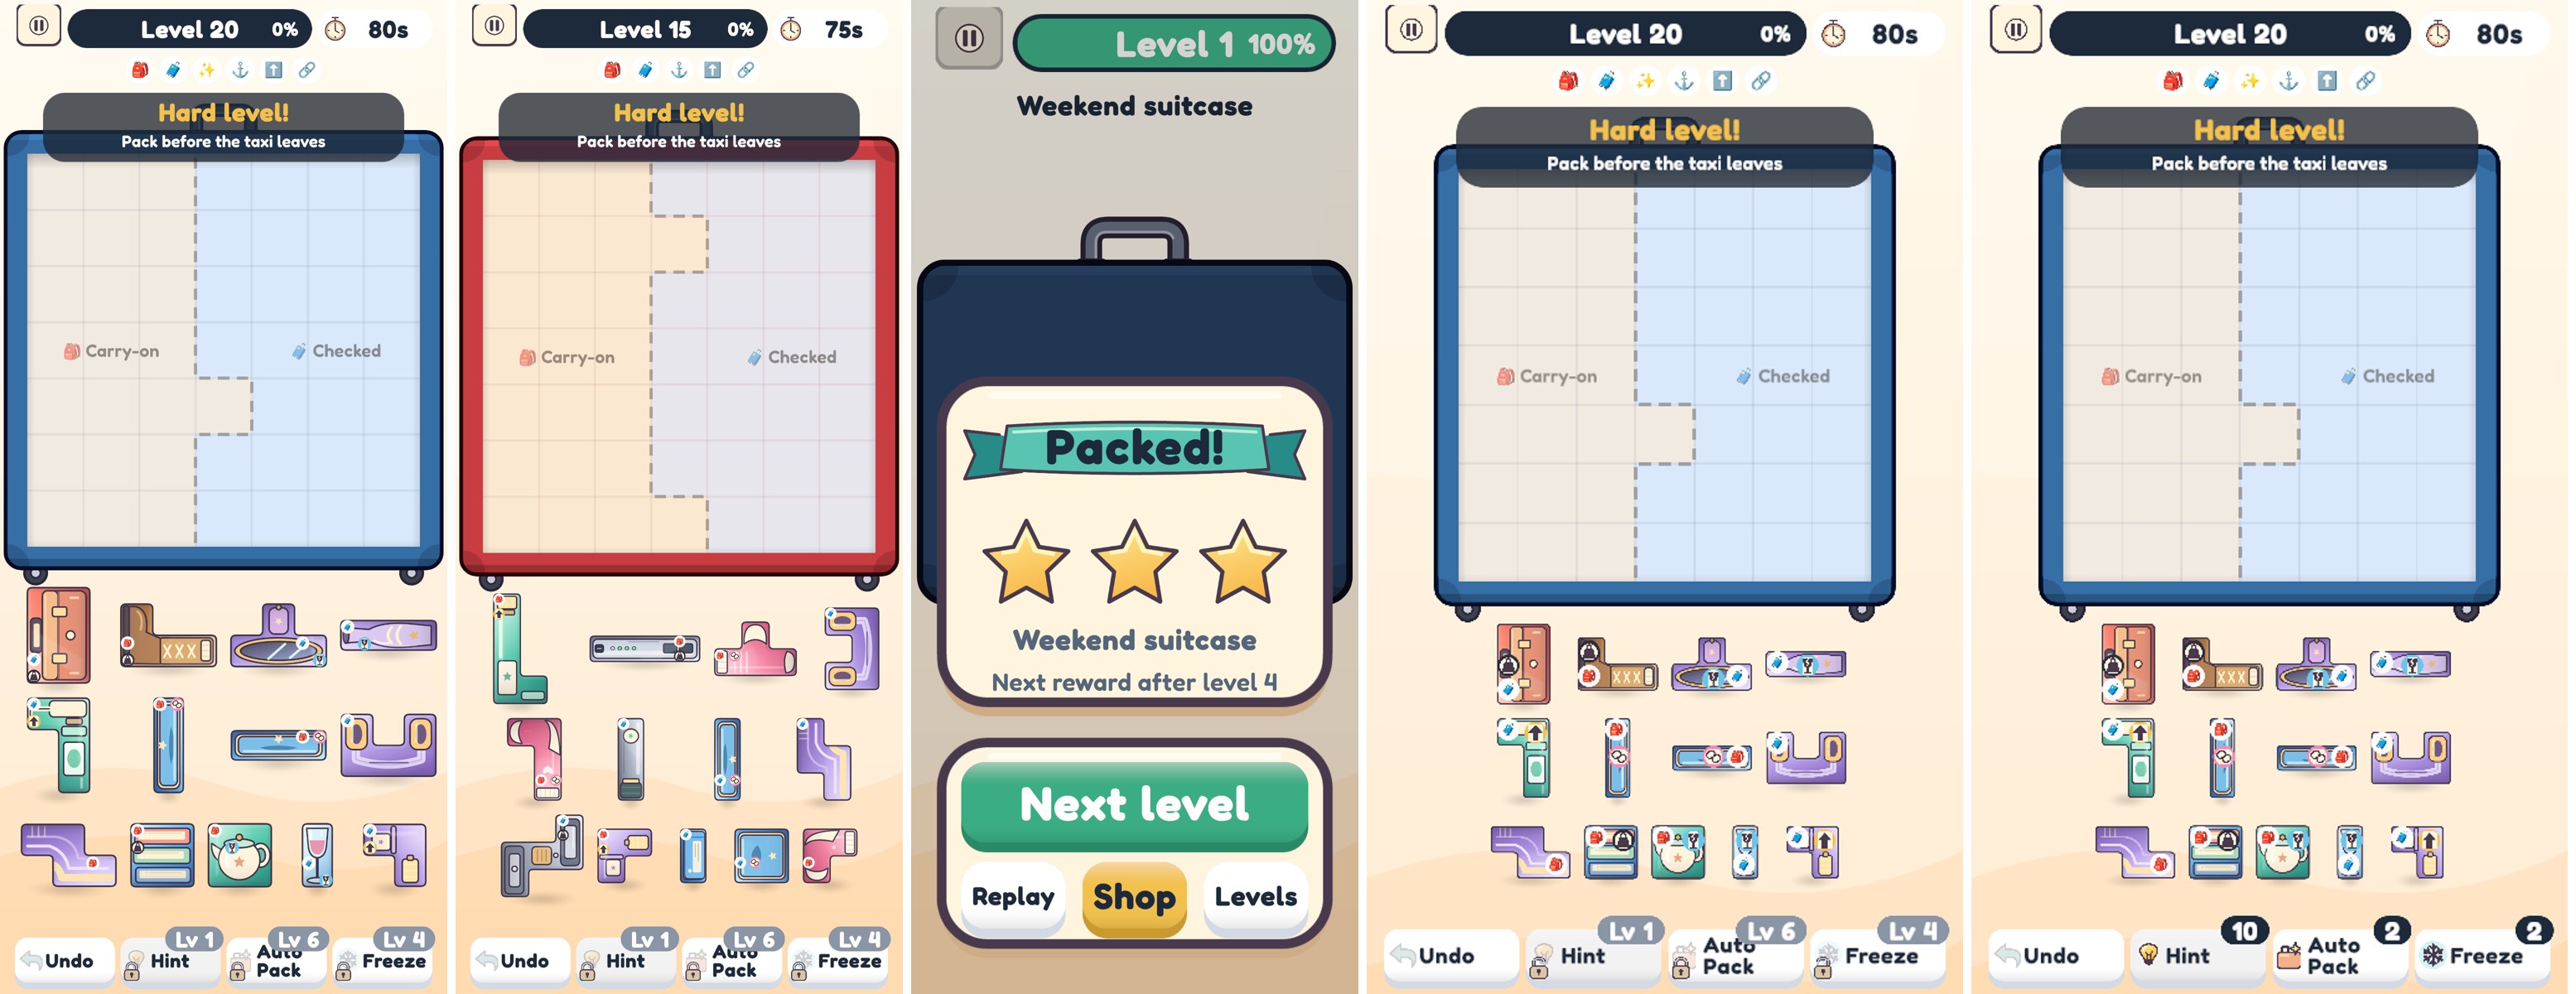 Level 20 0% 80s
Hard level!
Pack before the taxi leaves
Carry-on Checked
XXX
Undo
Lv 1
Hint
Lv 6
Auto Pack
Lv 4
Freeze
Level 15 0% 75s
Hard level!
Pack before the taxi leaves
Carry-on Checked
Undo
Lv 1
Hint
Lv 6
Auto Pack
Lv 4
Freeze
Level 1 100%
Weekend suitcase
Packed!
Weekend suitcase
Next reward after level 4
Next level
Replay Shop Levels
Level 20 0% 80s
Hard level!
Pack before the taxi leaves
Carry-on Checked
XXX
Undo
Lv 1
Hint
Lv 6
Auto Pack
Lv 4
Freeze
Level 20 0% 80s
Hard level!
Pack before the taxi leaves
Carry-on Checked
XXX
Undo
10
Hint
2
Auto Pack
2
Freeze